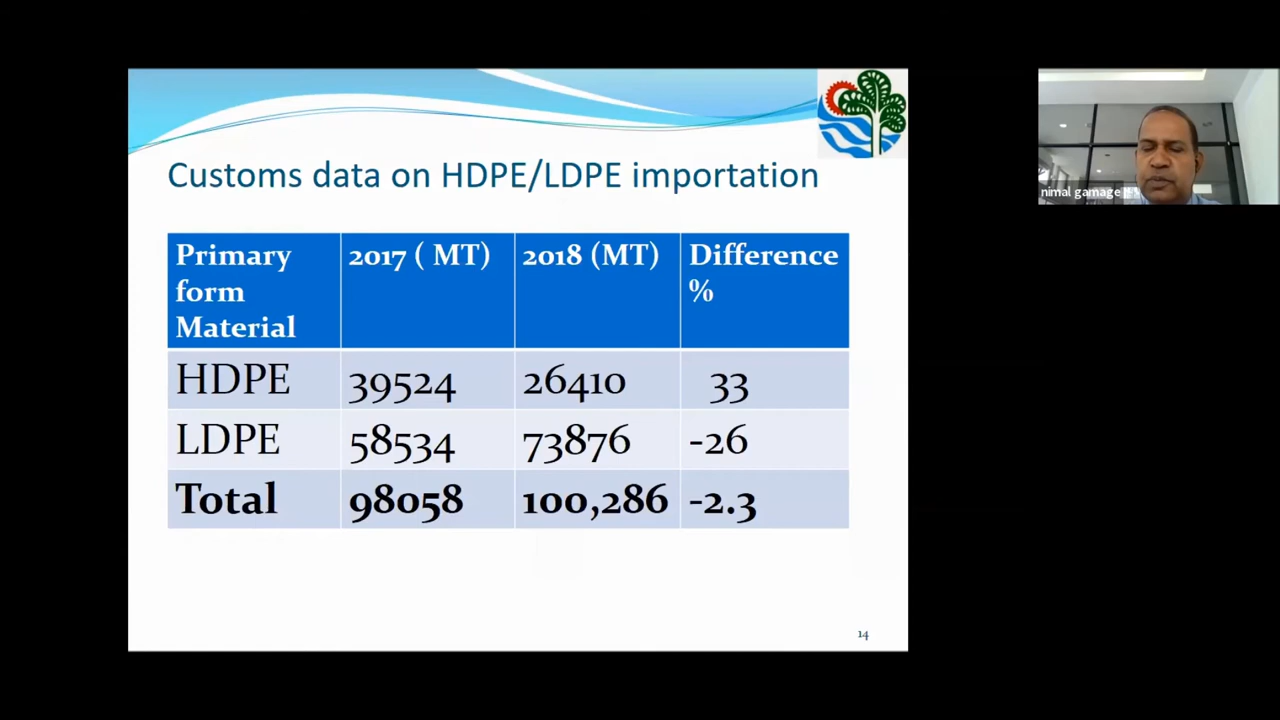 Customs data on HDPE/LDPE importation
Primary form Material 2017 ( MT) 2018 (MT) Difference %
HDPE 39524 26410 33
LDPE 58534 73876 -26
Total 98058 100,286 -2.3
14
nimal gamage